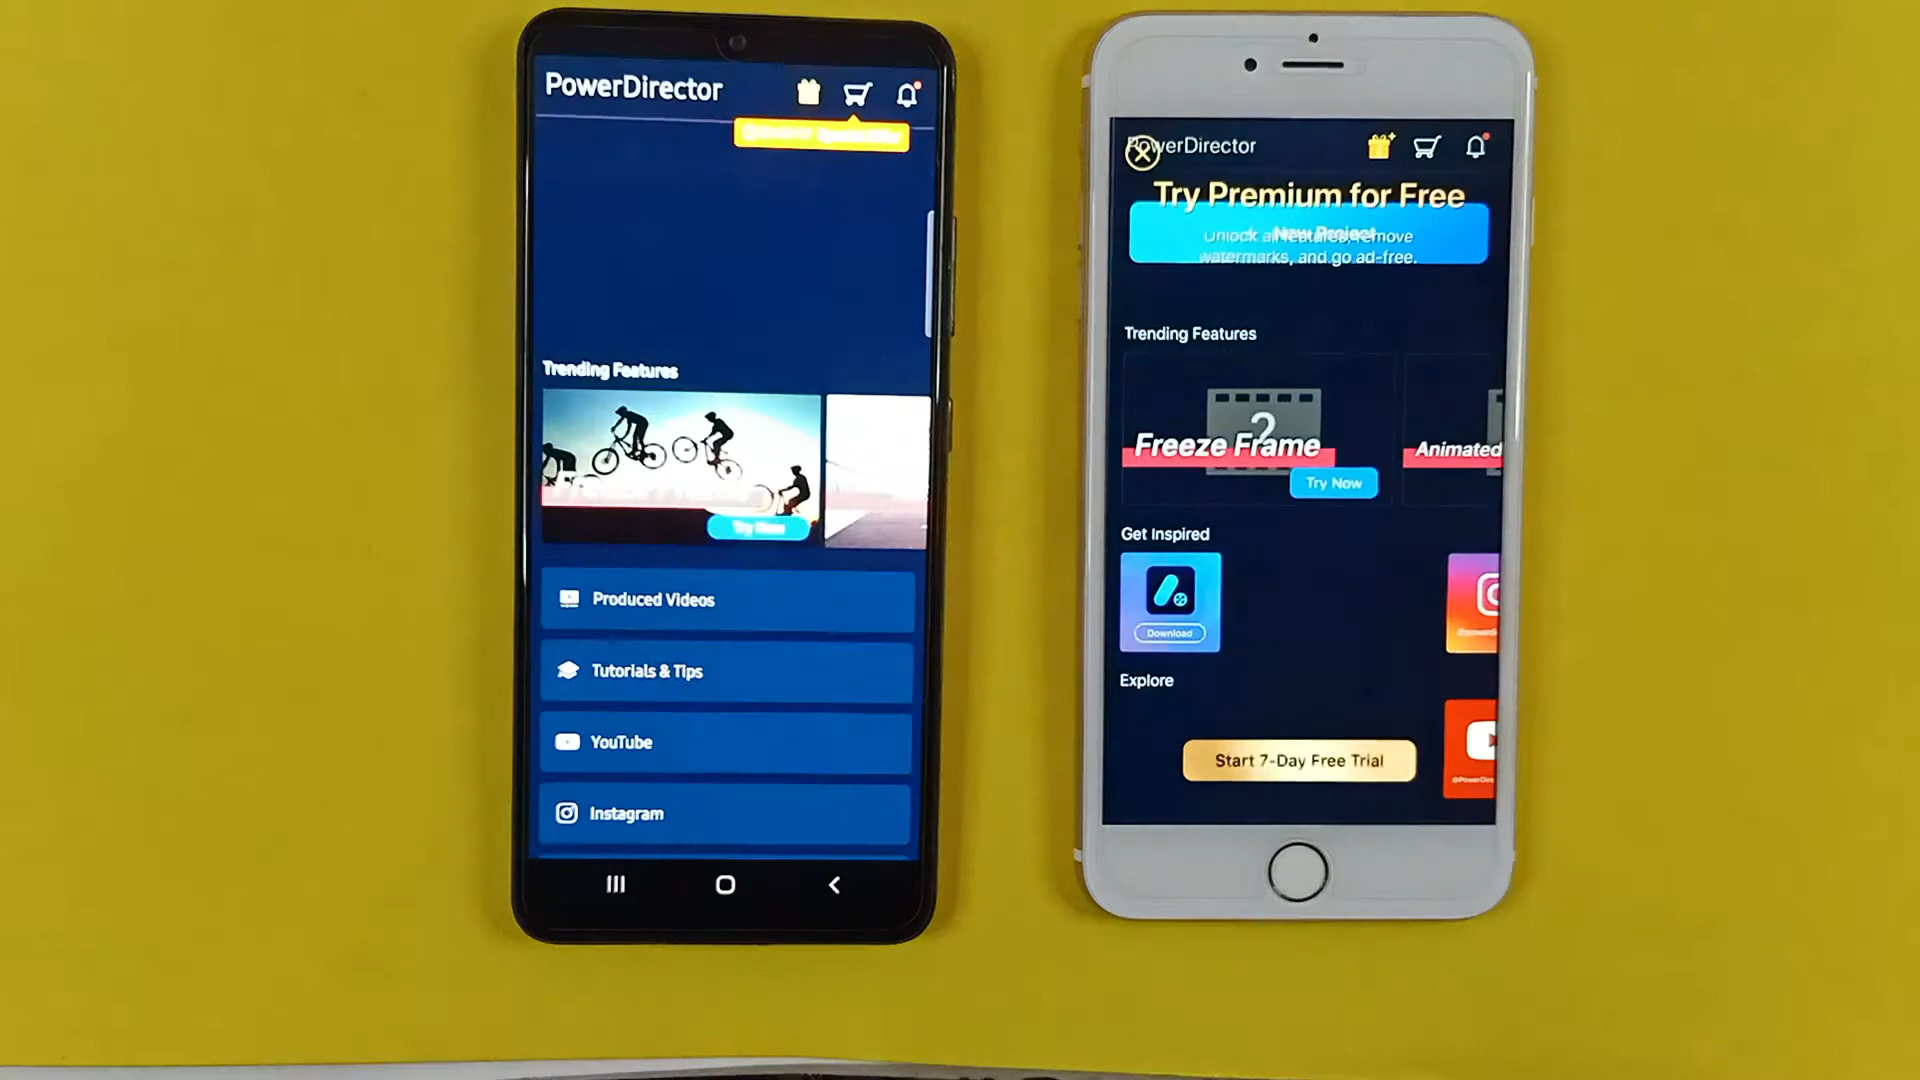 PowerDirector
Trending Features
Produced Videos
Tutorials & Tips
YouTube
Instagram
PowerDirector
Try Premium for Free
New Project
Unlock all features, remove
watermarks, and go ad-free.
Trending Features
?
Freeze Frame
Animated
Try Now
Get Inspired
Download
Explore
Start 7-Day Free Trial